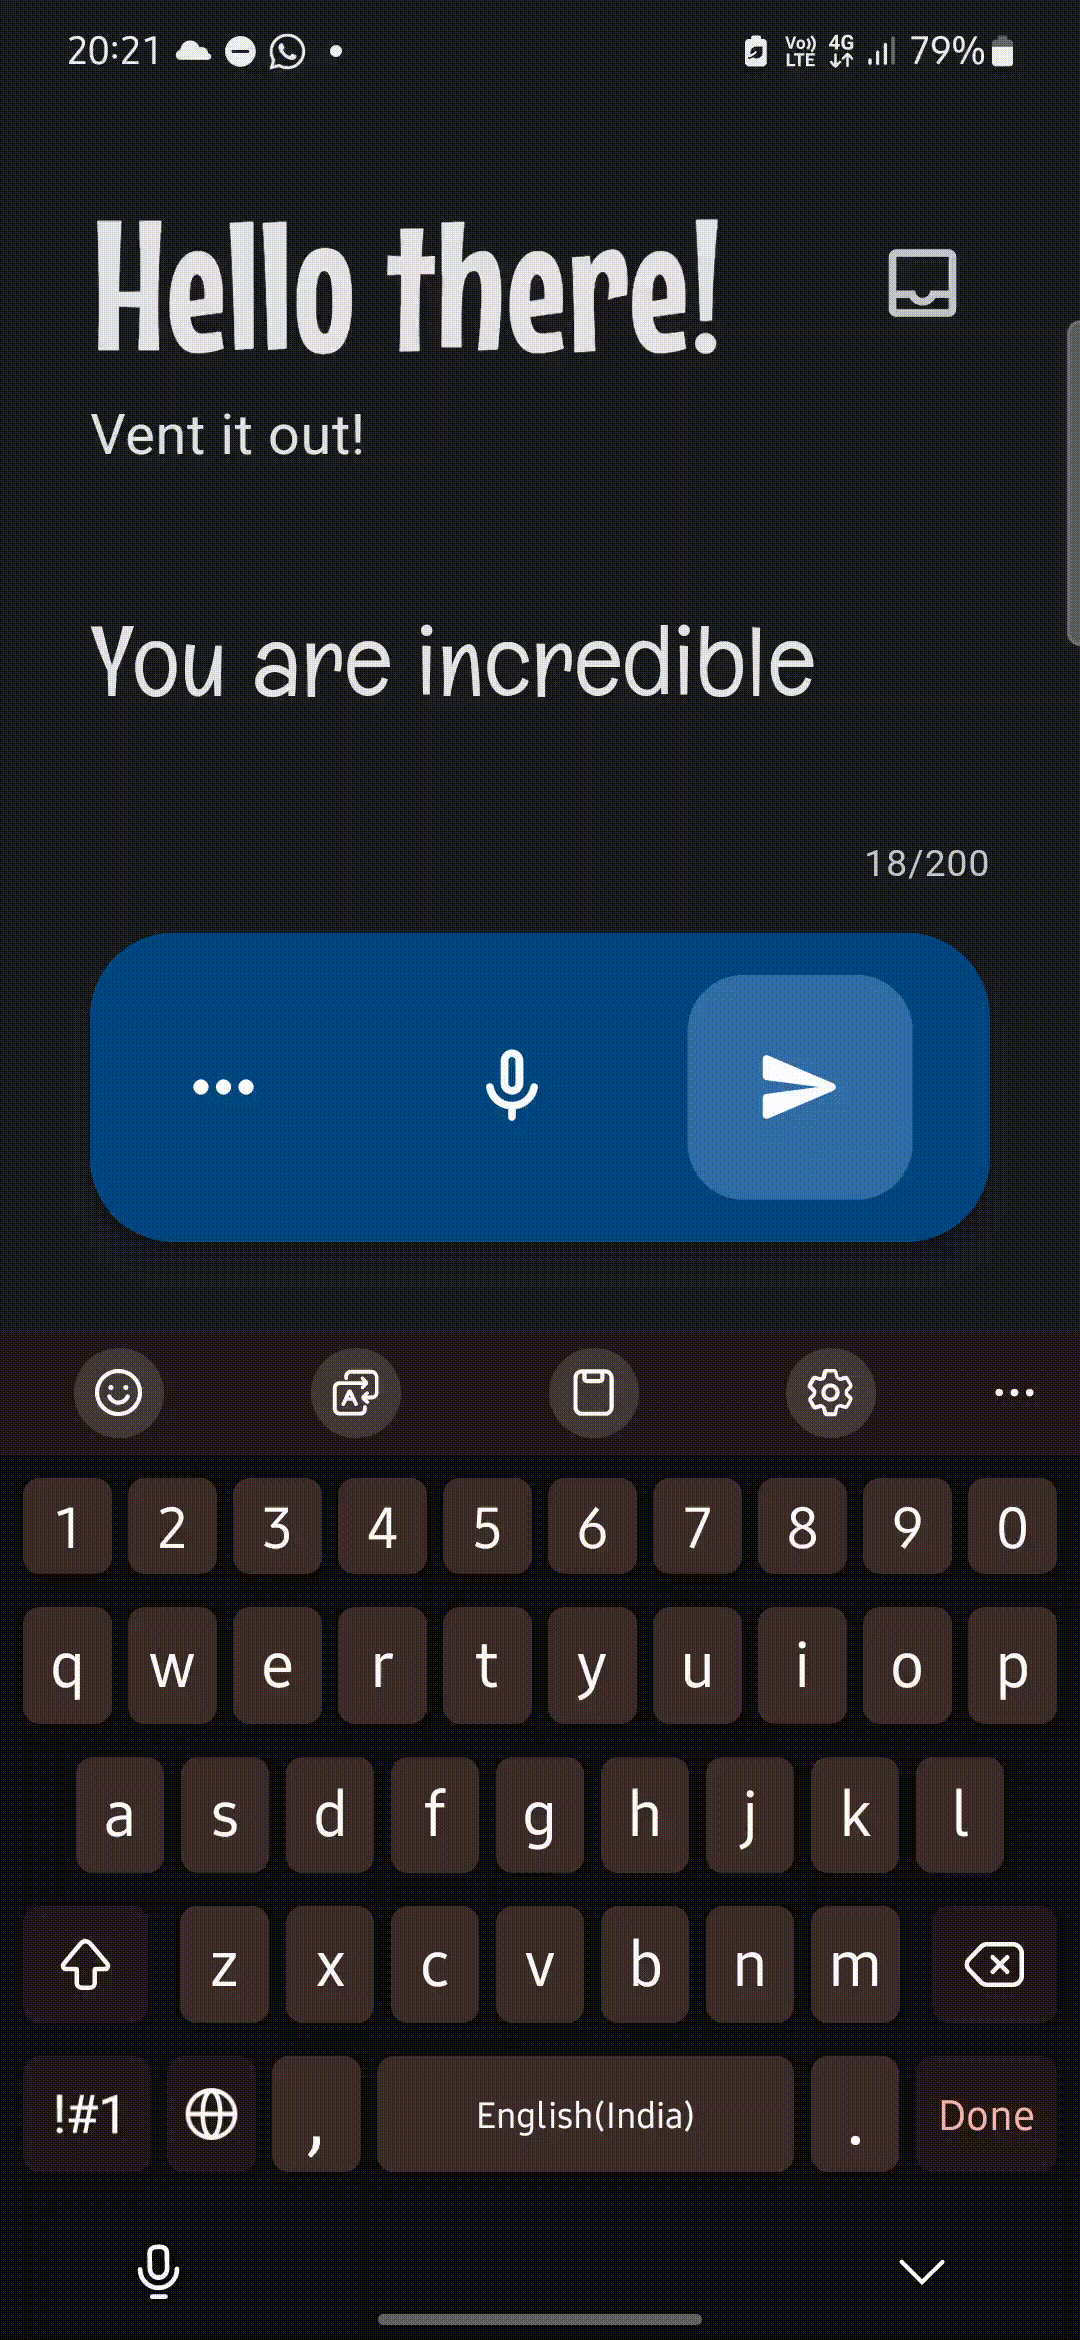 20:21 Vo)) LTE 4G 79%
Hello there!
Vent it out!
You are incredible
18/200
1 2 3 4 5 6 7 8 9 0
q w e r t y u i o p
a s d f g h j k l
z x c v b n m
!#1 , English(India) . Done